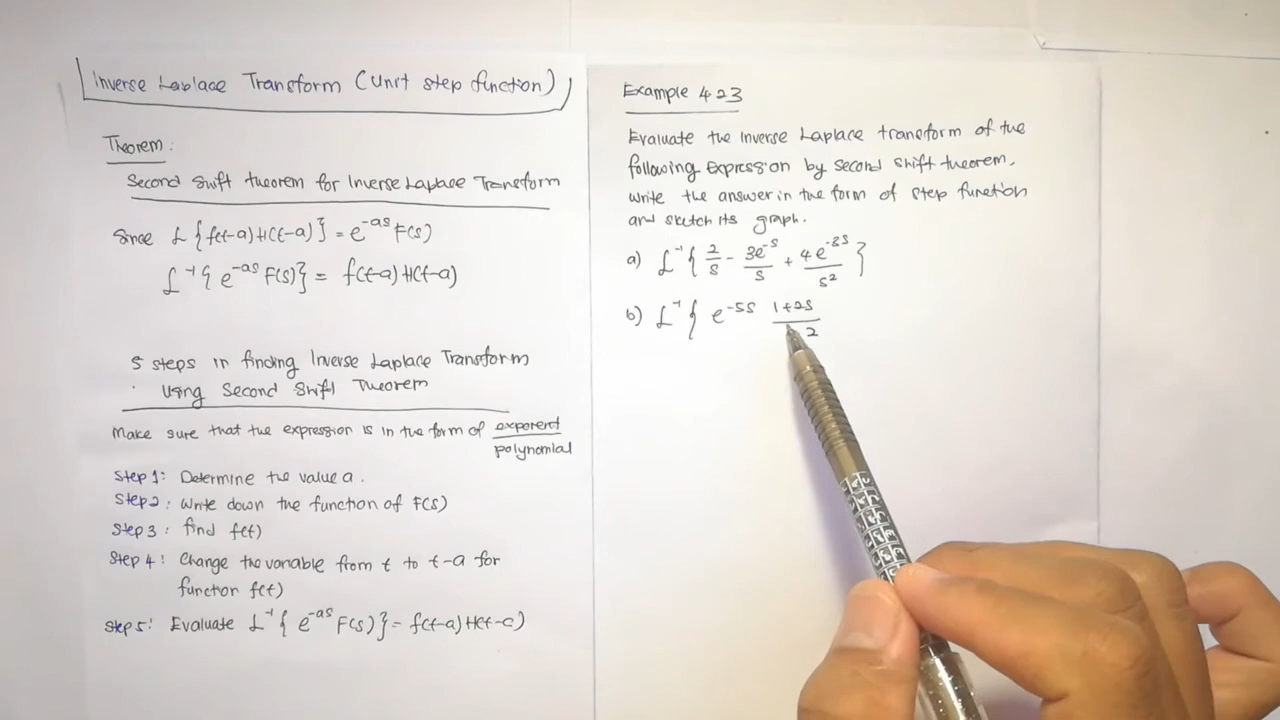 Inverse Laplace Transform (Unit step function)
Theorem:
Second Shift theorem for Inverse Laplace Transform
Since ℒ{f(t-a)H(t-a)} = e^{-as}F(s)
ℒ^{-1}{e^{-as}F(s)} = f(t-a)H(t-a)
5 steps in finding Inverse Laplace Transform
Using Second Shift Theorem
Make sure that the expression is in the form of exponent/polynomial
Step 1: Determine the value a.
Step 2: Write down the function of F(s)
Step 3: find f(t)
Step 4: Change the variable from t to t-a for
function f(t)
Step 5: Evaluate ℒ^{-1}{e^{-as}F(s)} = f(t-a)H(t-a)
Example 4.23
Evaluate the Inverse Laplace transform of the
following expression by second shift theorem.
Write the answer in the form of step function
and sketch its graph.
a) ℒ^{-1}{2/s - 3e^{-s}/s + 4e^{-2s}/s^2}
b) ℒ^{-1}{e^{-5s} (1+2s)/ 2